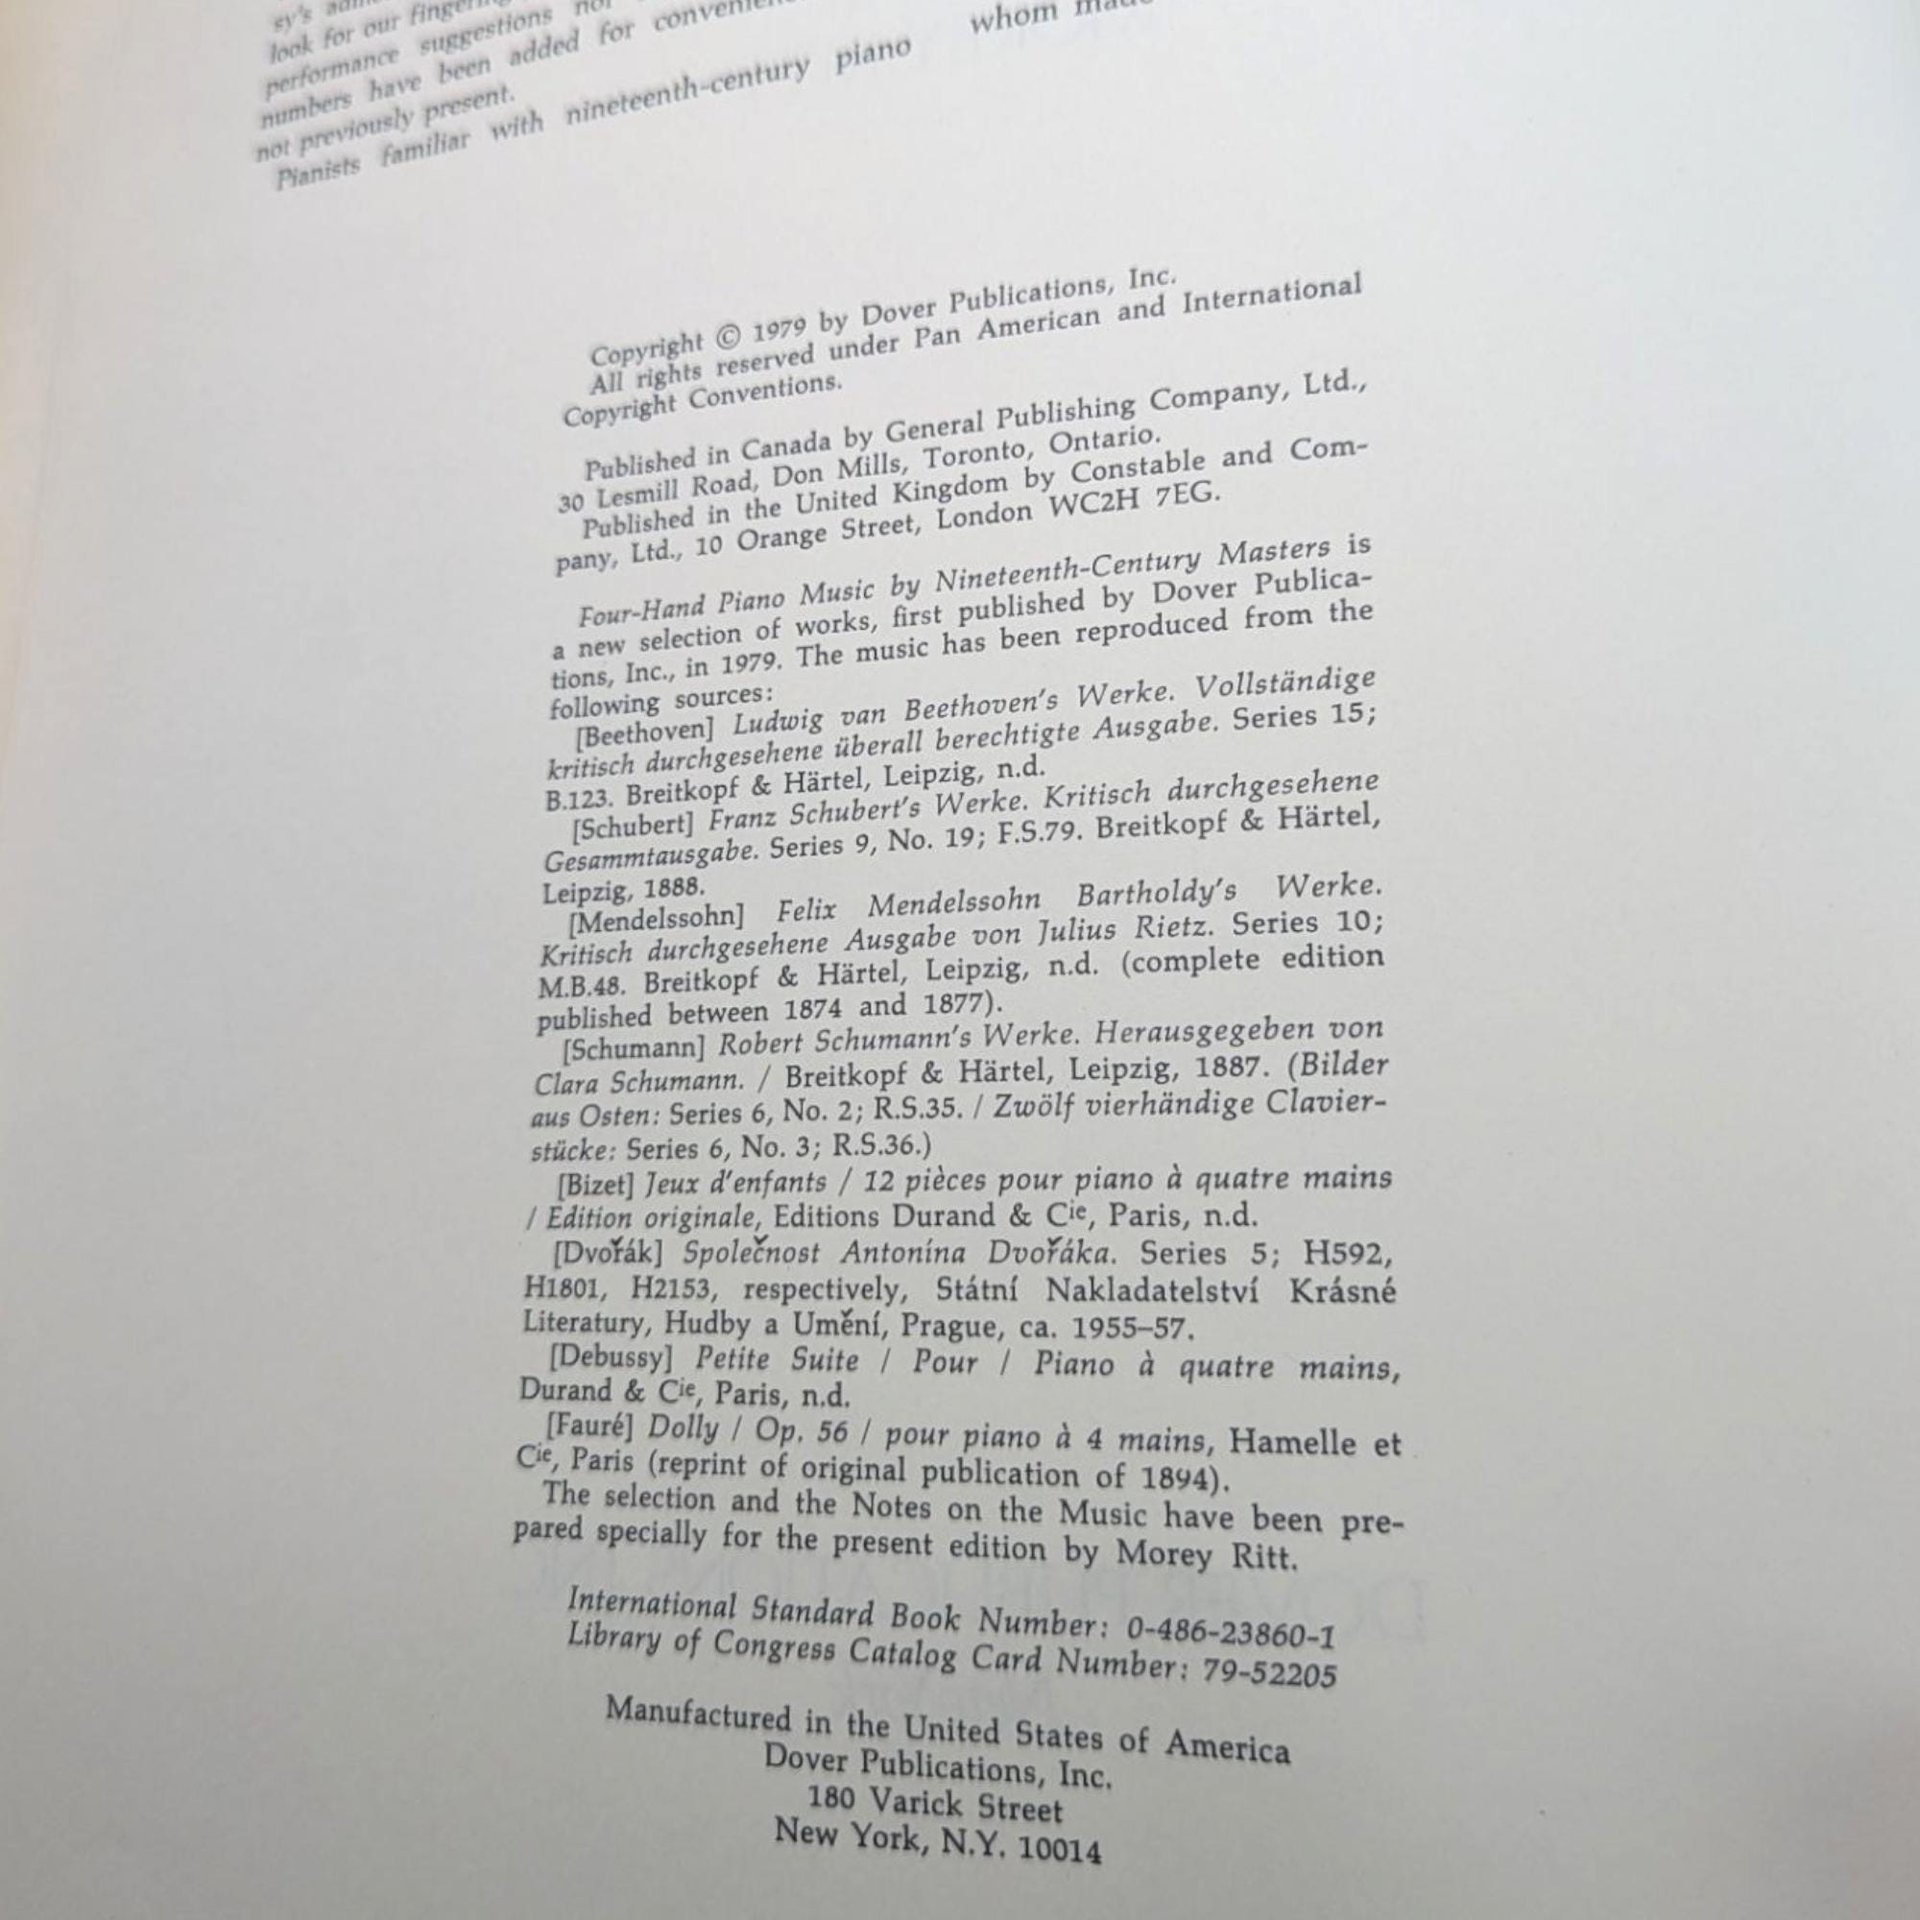 sy's
look for our
performance suggestions
numbers have been added for
not previously present.
Pianists familiar with nineteenth-century piano
whom
Copyright © 1979 by Dover Publications, Inc.
All rights reserved under Pan American and International
Copyright Conventions.
Published in Canada by General Publishing Company, Ltd.,
30 Lesmill Road, Don Mills, Toronto, Ontario.
Published in the United Kingdom by Constable and Com-
pany, Ltd., 10 Orange Street, London WC2H 7EG.
Four-Hand Piano Music by Nineteenth-Century Masters is
a new selection of works, first published by Dover Publica-
tions, Inc., in 1979. The music has been reproduced from the
following sources:
[Beethoven] Ludwig van Beethoven's Werke. Vollständige
kritisch durchgesehene überall berechtigte Ausgabe. Series 15;
B.123. Breitkopf & Härtel, Leipzig, n.d.
[Schubert] Franz Schubert's Werke. Kritisch durchgesehene
Gesammtausgabe. Series 9, No. 19; F.S.79. Breitkopf & Härtel,
Leipzig, 1888.
[Mendelssohn] Felix Mendelssohn Bartholdy's Werke.
Kritisch durchgesehene Ausgabe von Julius Rietz. Series 10;
M.B.48. Breitkopf & Härtel, Leipzig, n.d. (complete edition
published between 1874 and 1877).
[Schumann] Robert Schumann's Werke. Herausgegeben von
Clara Schumann. / Breitkopf & Härtel, Leipzig, 1887. (Bilder
aus Osten: Series 6, No. 2; R.S.35. / Zwölf vierhändige Clavier-
stücke: Series 6, No. 3; R.S.36.)
[Bizet] Jeux d'enfants / 12 pièces pour piano à quatre mains
/ Edition originale, Editions Durand & Cie, Paris, n.d.
[Dvořák] Společnost Antonína Dvořáka. Series 5; H592,
H1801, H2153, respectively, Státní Nakladatelství Krásné
Literatury, Hudby a Umění, Prague, ca. 1955–57.
[Debussy] Petite Suite / Pour / Piano à quatre mains,
Durand & Cie, Paris, n.d.
[Fauré] Dolly / Op. 56 / pour piano à 4 mains, Hamelle et
Cie, Paris (reprint of original publication of 1894).
The selection and the Notes on the Music have been pre-
pared specially for the present edition by Morey Ritt.
International Standard Book Number: 0-486-23860-1
Library of Congress Catalog Card Number: 79-52205
Manufactured in the United States of America
Dover Publications, Inc.
180 Varick Street
New York, N.Y. 10014